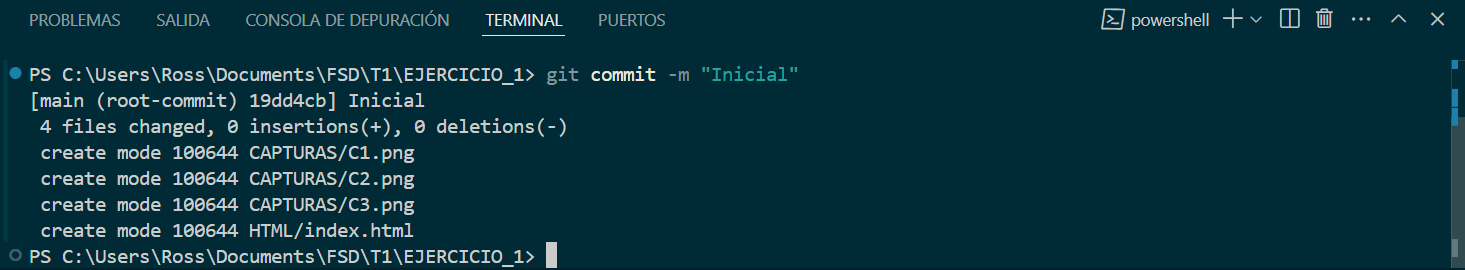 PROBLEMAS SALIDA CONSOLA DE DEPURACIÓN TERMINAL PUERTOS powershell
PS C:\Users\Ross\Documents\FSD\T1\EJERCICIO_1> git commit -m "Inicial"
[main (root-commit) 19dd4cb] Inicial
 4 files changed, 0 insertions(+), 0 deletions(-)
 create mode 100644 CAPTURAS/C1.png
 create mode 100644 CAPTURAS/C2.png
 create mode 100644 CAPTURAS/C3.png
 create mode 100644 HTML/index.html
PS C:\Users\Ross\Documents\FSD\T1\EJERCICIO_1>